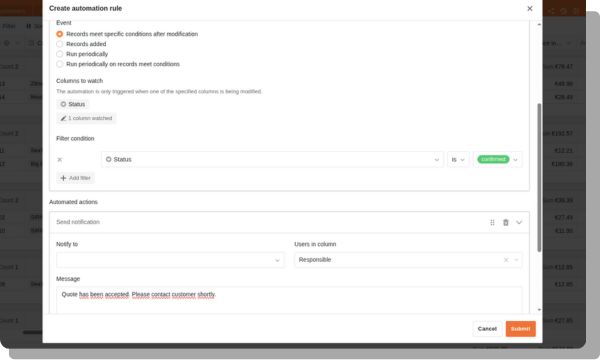 Create automation rule
Event
Records meet specific conditions after modification
Records added
Run periodically
Run periodically on records meet conditions
Columns to watch
The automation is only triggered when one of the specified columns is being modified.
Status
1 column watched
Filter condition
Status
is
confirmed
Add filter
Automated actions
Send notification
Notify to
Users in column
Responsible
Message
Quote has been accepted. Please contact customer shortly.
Cancel
Submit